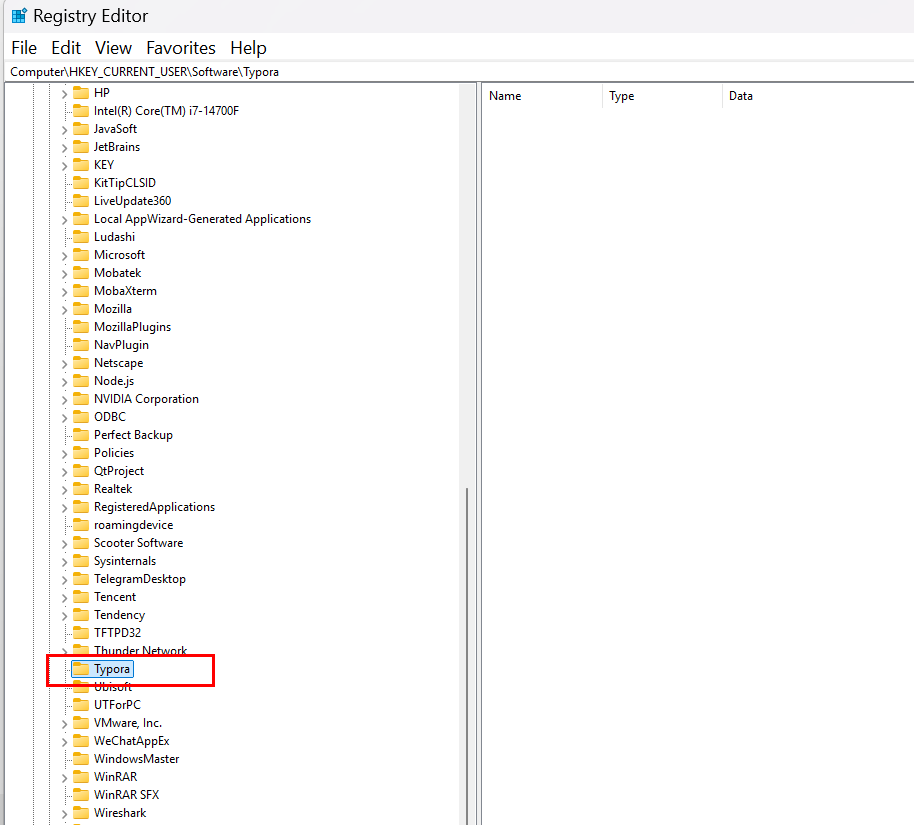 Registry Editor
File Edit View Favorites Help
Computer\HKEY_CURRENT_USER\Software\Typora
Name Type Data
HP
Intel(R) Core(TM) i7-14700F
JavaSoft
JetBrains
KEY
KitTipCLSID
LiveUpdate360
Local AppWizard-Generated Applications
Ludashi
Microsoft
Mobatek
MobaXterm
Mozilla
MozillaPlugins
NavPlugin
Netscape
Node.js
NVIDIA Corporation
ODBC
Perfect Backup
Policies
QtProject
Realtek
RegisteredApplications
roamingdevice
Scooter Software
Sysinternals
TelegramDesktop
Tencent
Tendency
TFTPD32
Thunder Network
Typora
Ubisoft
UTForPC
VMware, Inc.
WeChatAppEx
WindowsMaster
WinRAR
WinRAR SFX
Wireshark